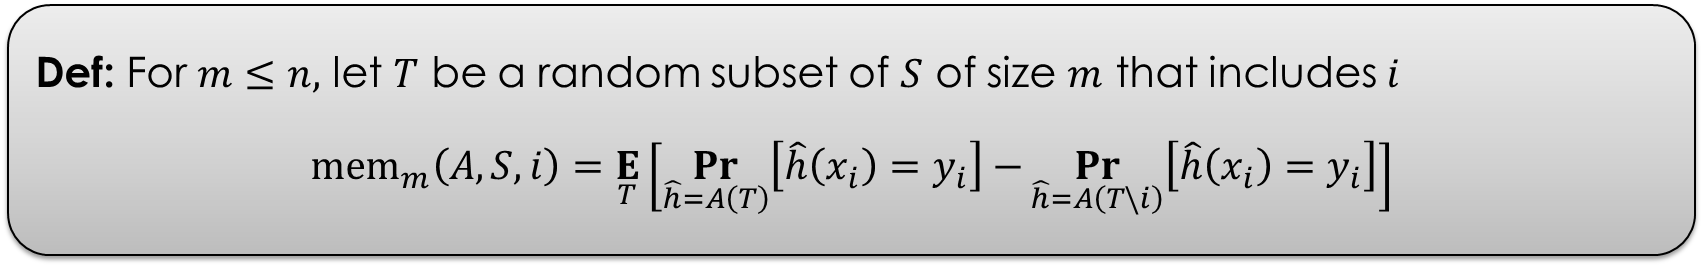 Def: For m ≤ n, let T be a random subset of S of size m that includes i
mem_m(A, S, i) = E_T [ Pr_{ĥ=A(T)} [ĥ(x_i) = y_i] − Pr_{ĥ=A(T\i)} [ĥ(x_i) = y_i] ]